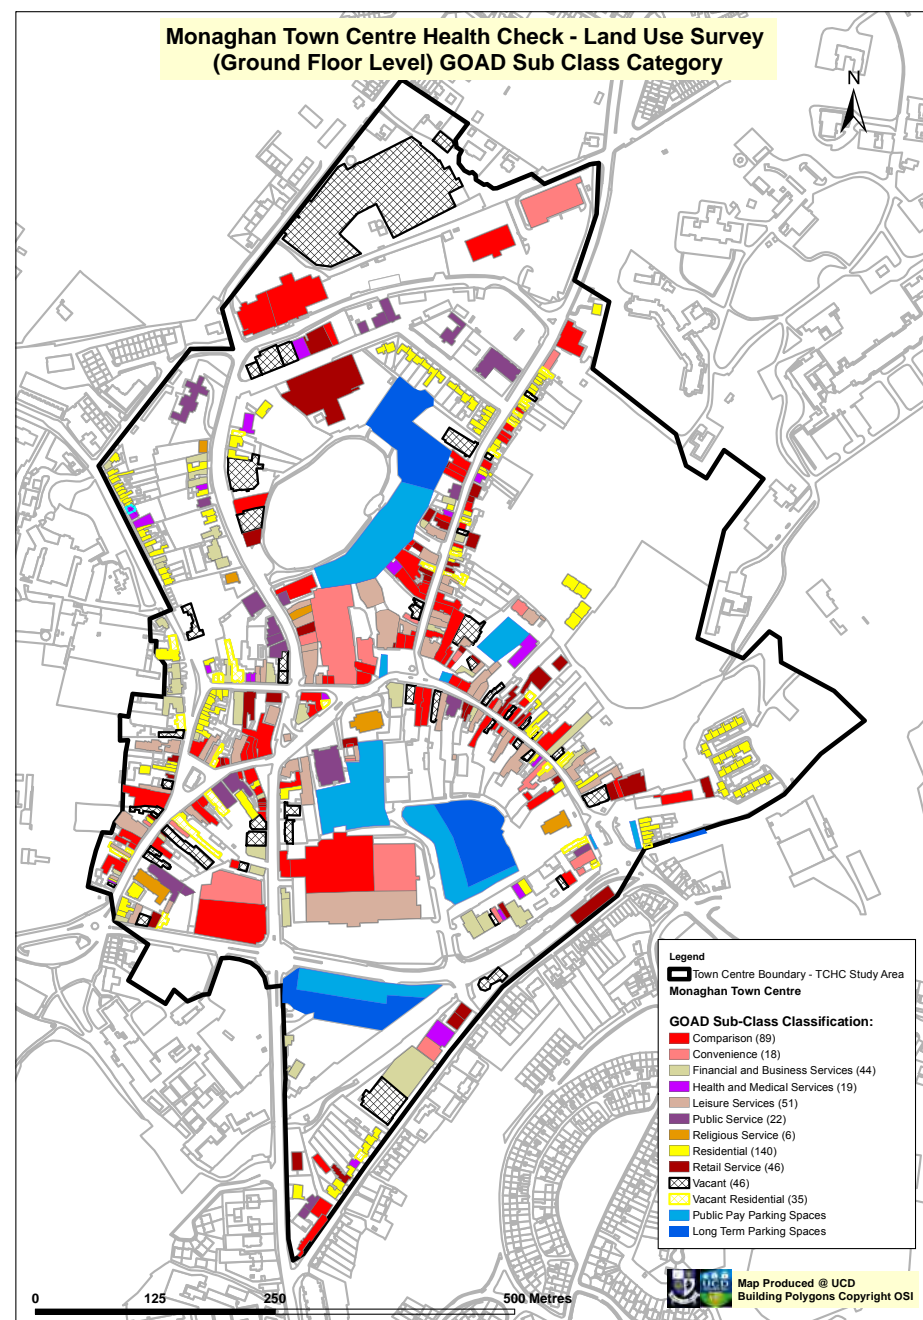 Monaghan Town Centre Health Check - Land Use Survey
(Ground Floor Level) GOAD Sub Class Category
N
Legend
Town Centre Boundary - TCHC Study Area
Monaghan Town Centre
GOAD Sub-Class Classification:
Comparison (89)
Convenience (18)
Financial and Business Services (44)
Health and Medical Services (19)
Leisure Services (51)
Public Service (22)
Religious Service (6)
Residential (140)
Retail Service (46)
Vacant (46)
Vacant Residential (35)
Public Pay Parking Spaces
Long Term Parking Spaces
UCD
Map Produced @ UCD
Building Polygons Copyright OSI
0 125 250 500 Metres